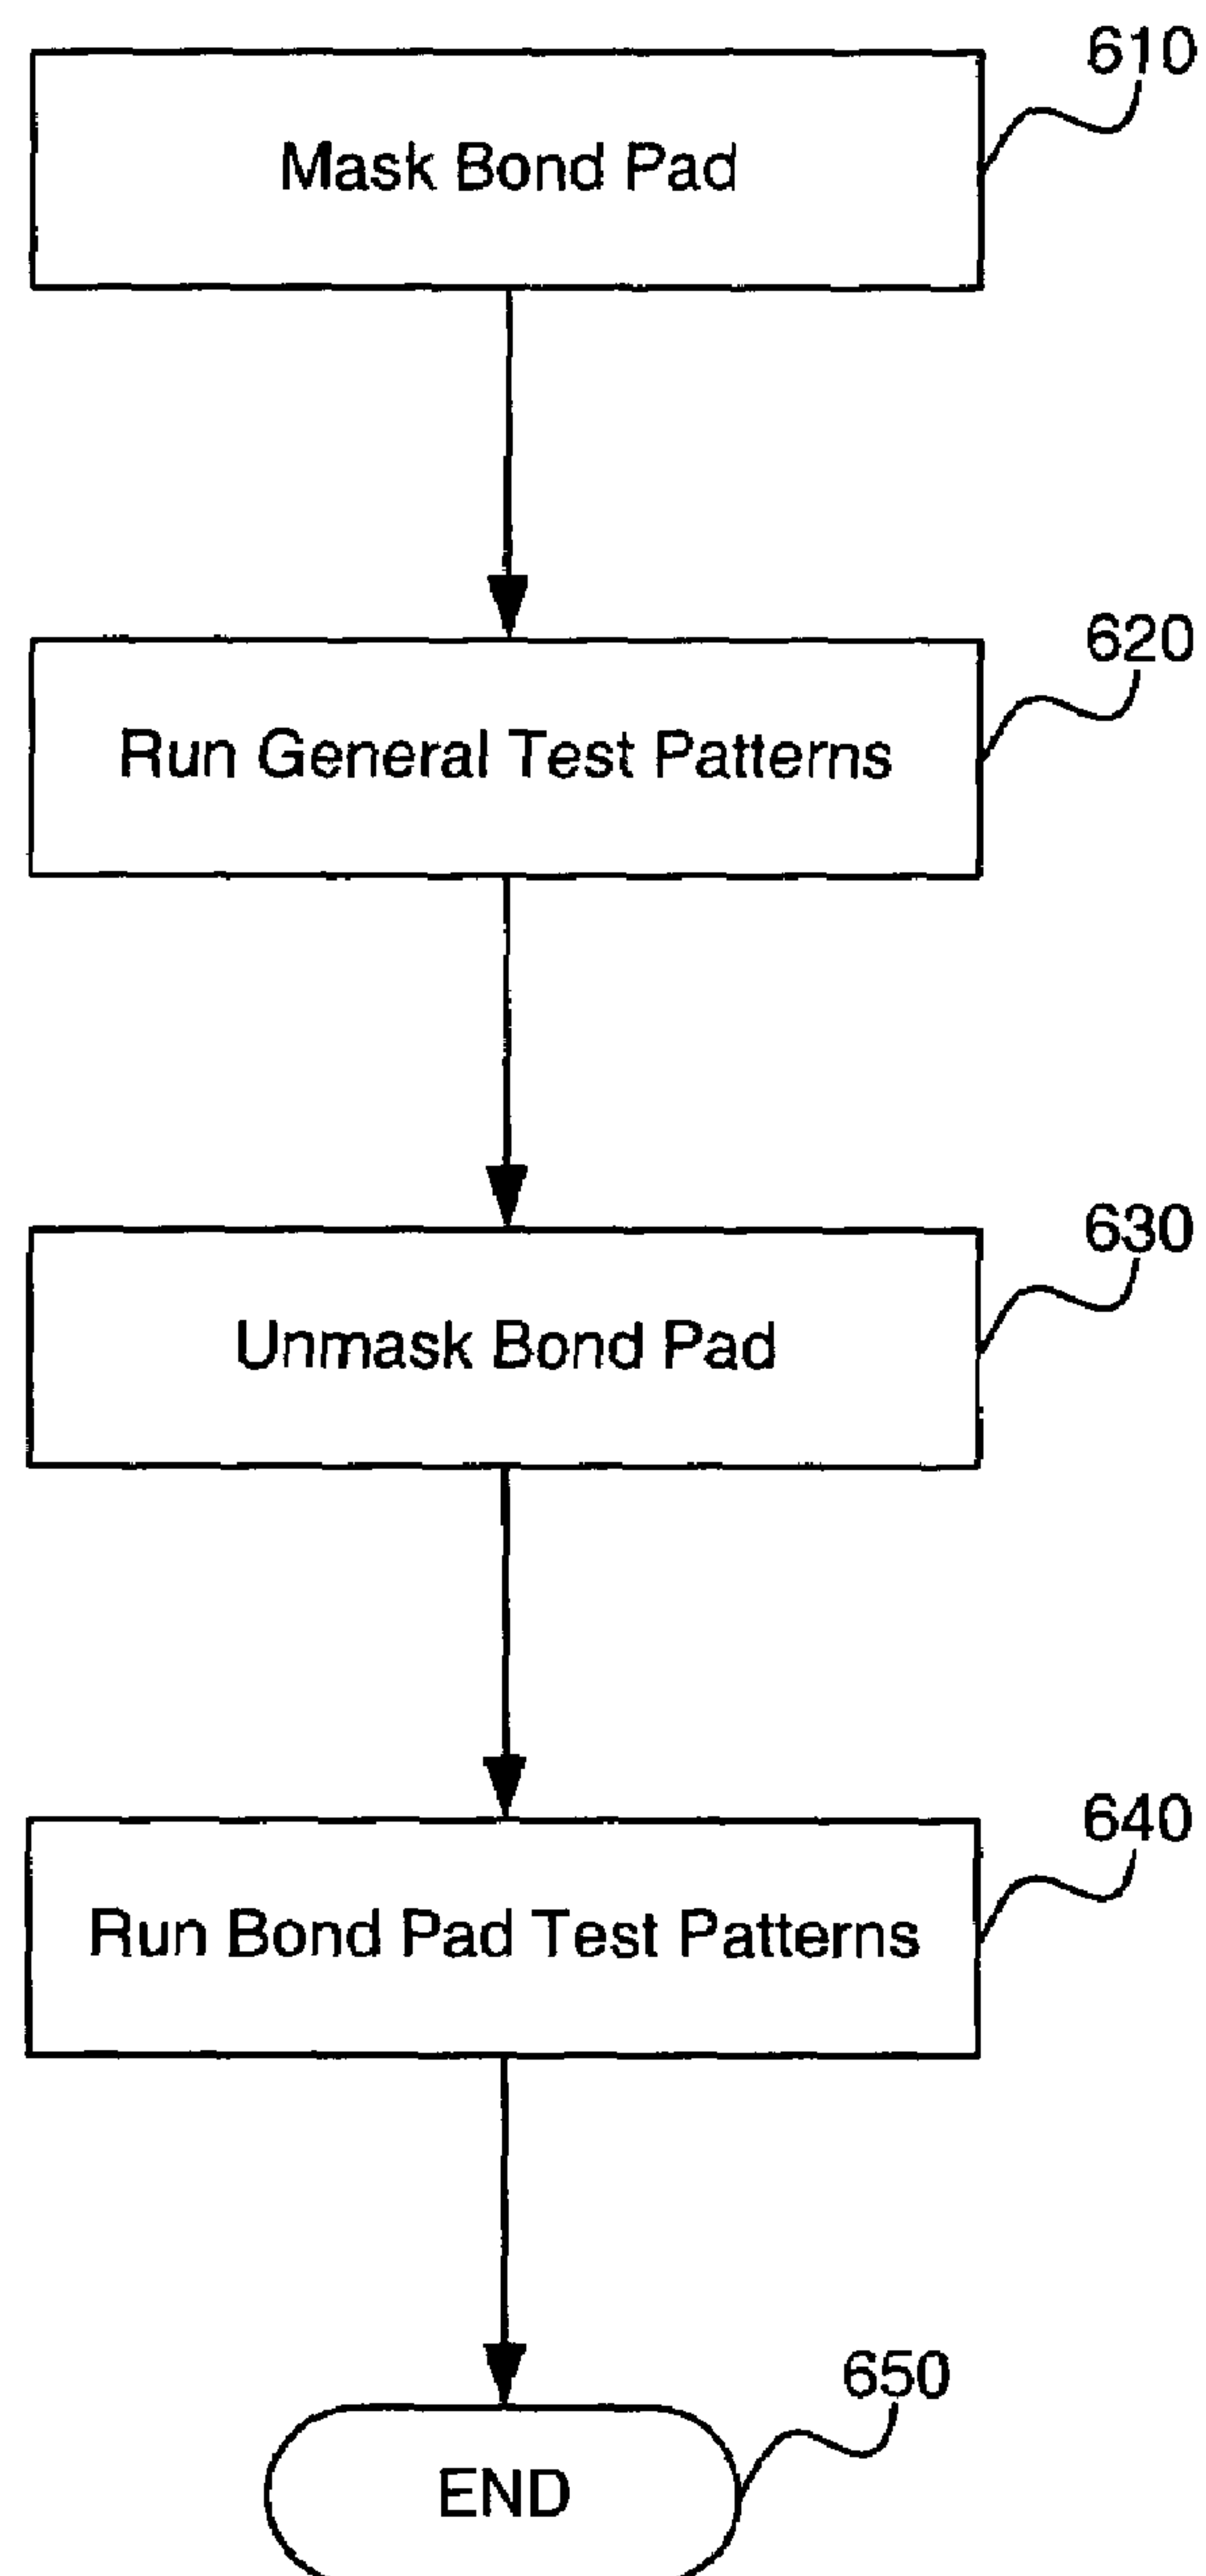 610
Mask Bond Pad
620
Run General Test Patterns
630
Unmask Bond Pad
640
Run Bond Pad Test Patterns
650
END